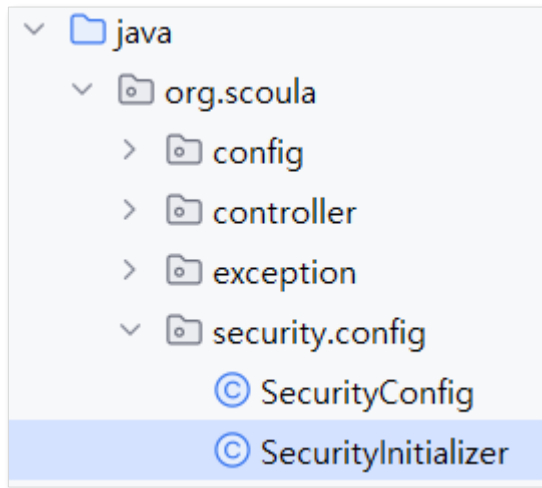 java
org.scoula
config
controller
exception
security.config
SecurityConfig
SecurityInitializer